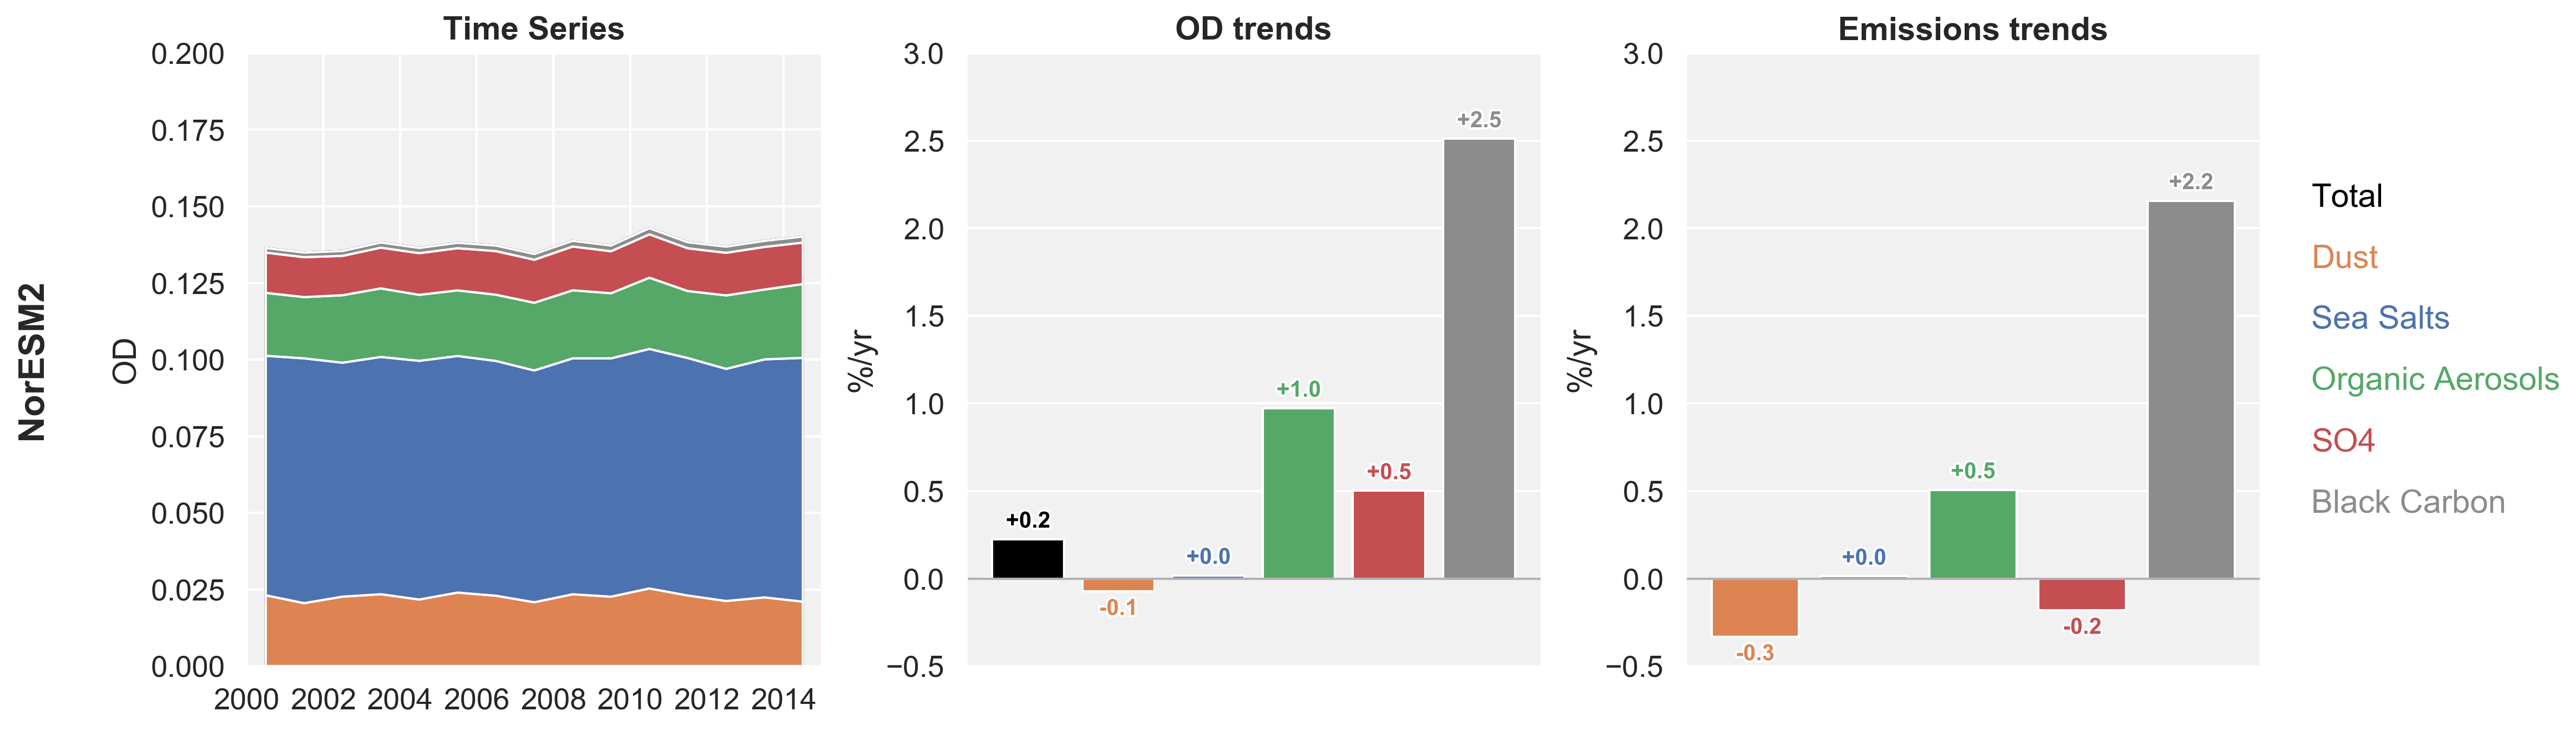 NorESM2
Time Series
OD
0.200
0.175
0.150
0.125
0.100
0.075
0.050
0.025
0.000
2000 2002 2004 2006 2008 2010 2012 2014
OD trends
%/yr
3.0
2.5
2.0
1.5
1.0
0.5
0.0
−0.5
+0.2
-0.1
+0.0
+1.0
+0.5
+2.5
Emissions trends
%/yr
3.0
2.5
2.0
1.5
1.0
0.5
0.0
−0.5
-0.3
+0.0
+0.5
-0.2
+2.2
Total
Dust
Sea Salts
Organic Aerosols
SO4
Black Carbon